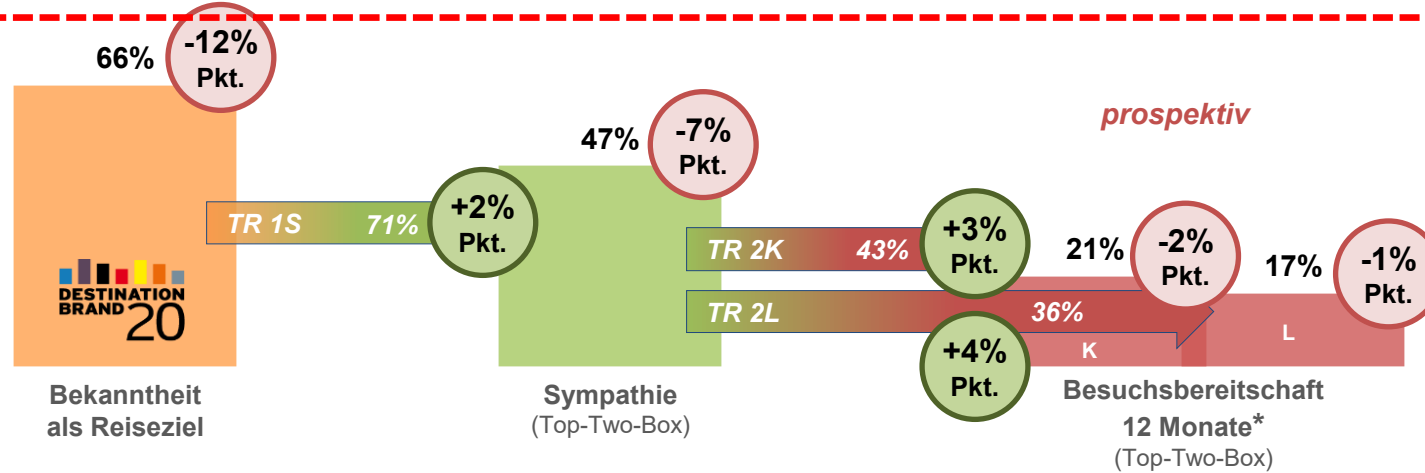 66%
-12%
Pkt.
TR 1S
71%
+2%
Pkt.
DESTINATION
BRAND 20
Bekanntheit
als Reiseziel
47%
-7%
Pkt.
Sympathie
(Top-Two-Box)
prospektiv
TR 2K
43%
+3%
Pkt.
TR 2L
36%
+4%
Pkt.
21%
-2%
Pkt.
K
17%
-1%
Pkt.
L
Besuchsbereitschaft
12 Monate*
(Top-Two-Box)